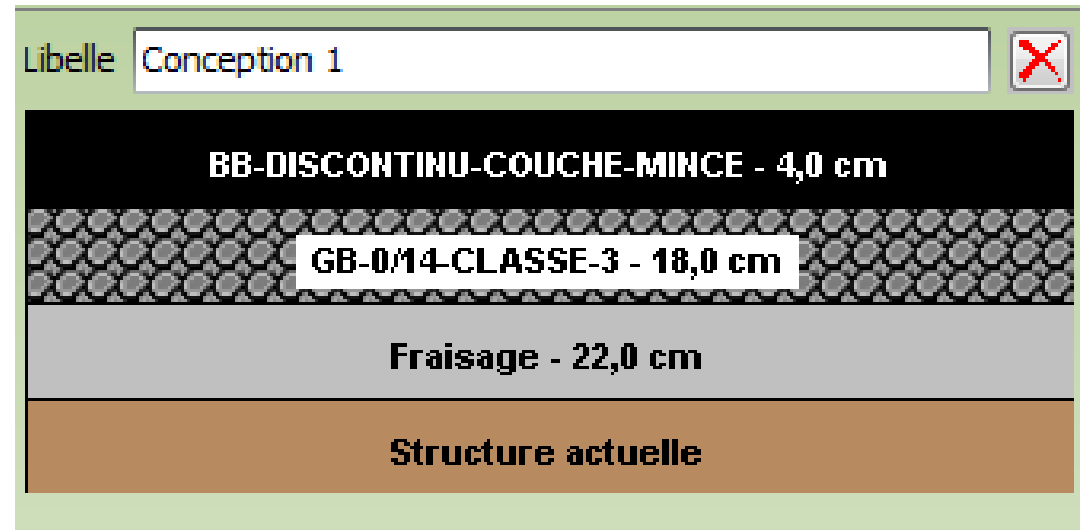 Libelle Conception 1
BB-DISCONTINU-COUCHE-MINCE - 4,0 cm
GB-0/14-CLASSE-3 - 18,0 cm
Fraisage - 22,0 cm
Structure actuelle